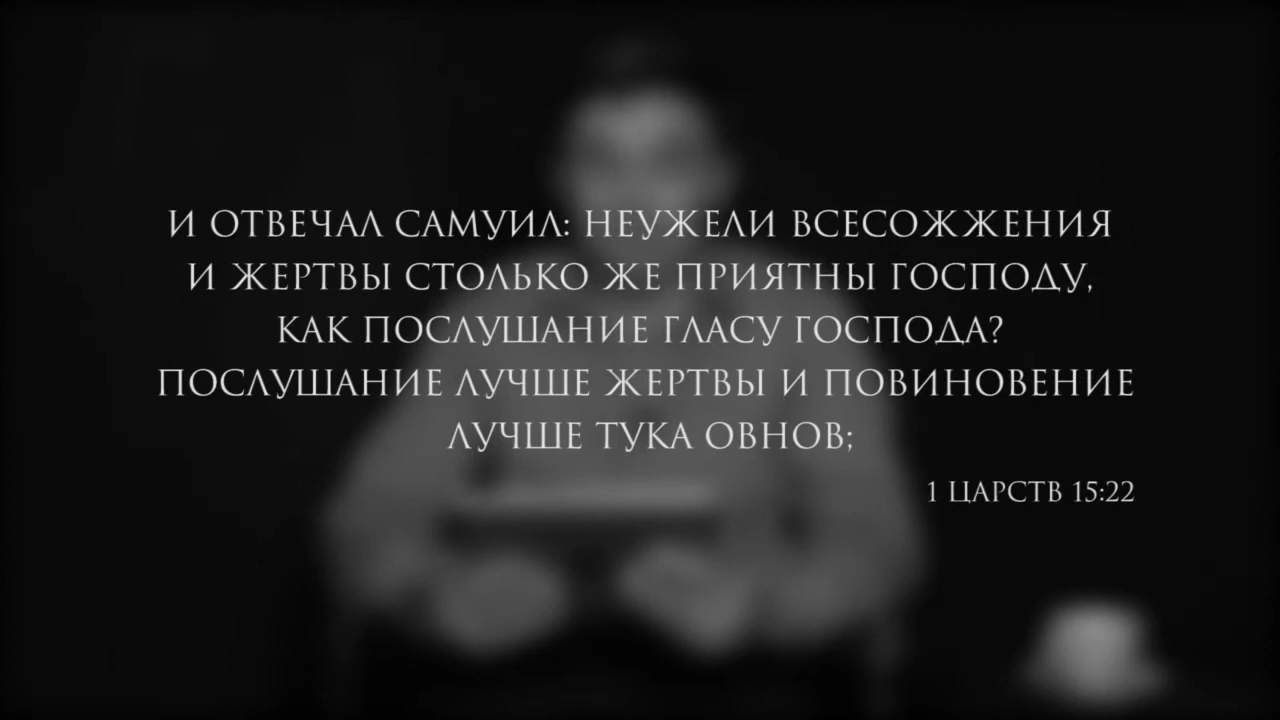 И ОТВЕЧАЛ САМУИЛ: НЕУЖЕЛИ ВСЕСОЖЖЕНИЯ
И ЖЕРТВЫ СТОЛЬКО ЖЕ ПРИЯТНЫ ГОСПОДУ,
КАК ПОСЛУШАНИЕ ГЛАСУ ГОСПОДА?
ПОСЛУШАНИЕ ЛУЧШЕ ЖЕРТВЫ И ПОВИНОВЕНИЕ
ЛУЧШЕ ТУКА ОВНОВ;
1 ЦАРСТВ 15:22